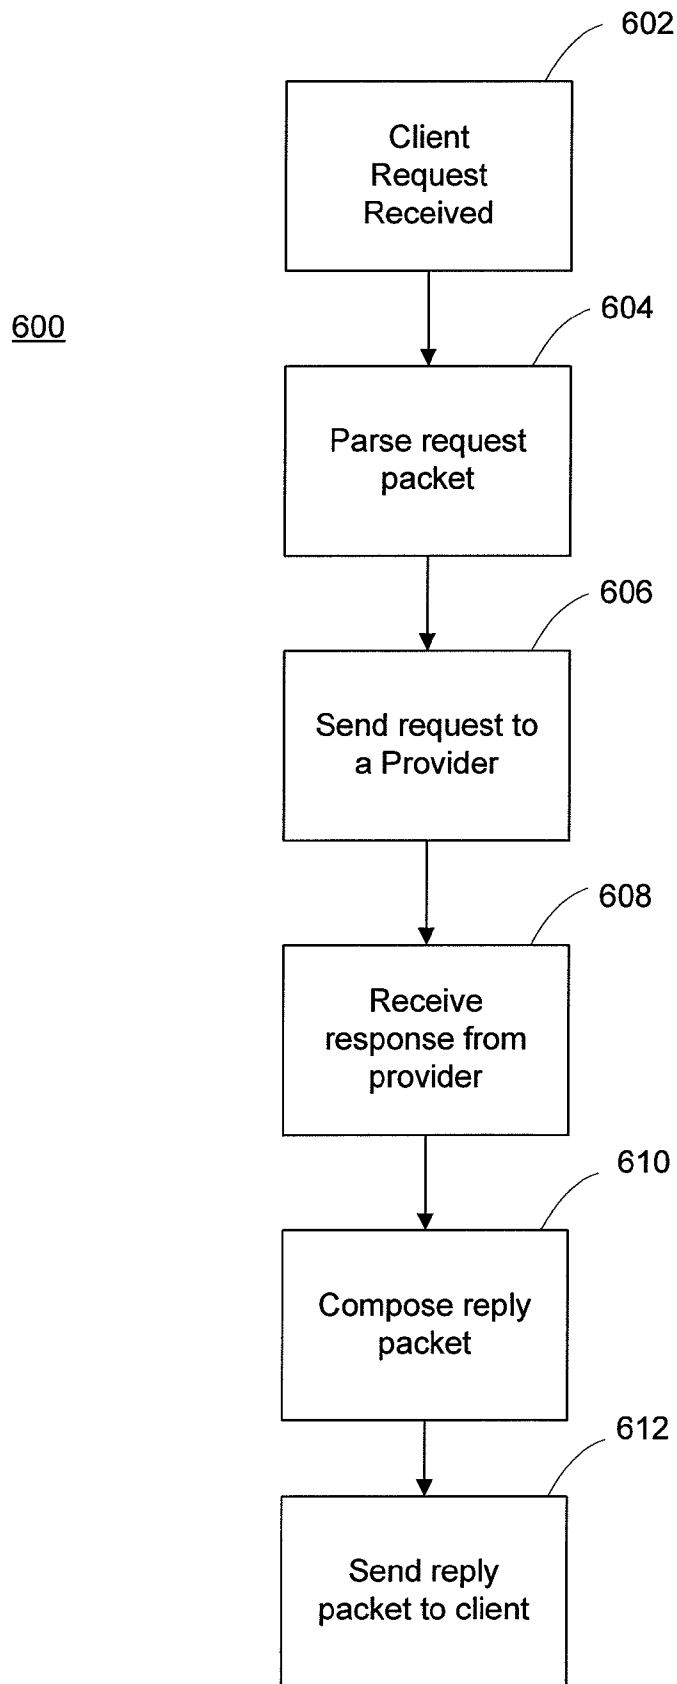 602
Client
Request
Received
600
604
Parse request
packet
606
Send request to
a Provider
608
Receive
response from
provider
610
Compose reply
packet
612
Send reply
packet to client